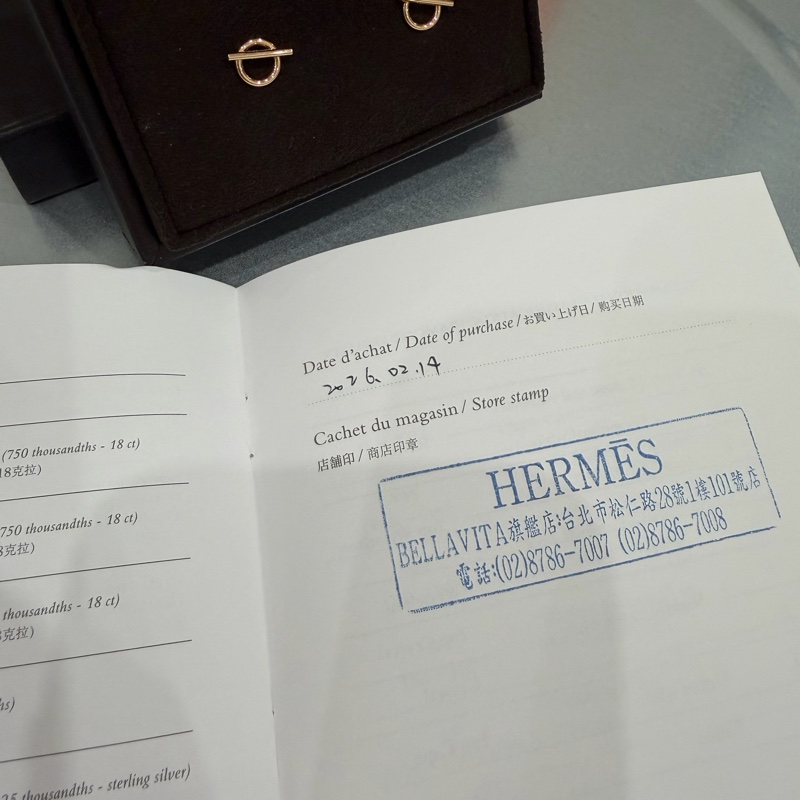 (750 thousandths - 18 ct)
18克拉)
750 thousandths - 18 ct)
8克拉)
thousandths - 18 ct)
克拉)
thousandths - sterling silver)
Date d'achat / Date of purchase / お買い上げ日 / 购买日期
2026.02.14
Cachet du magasin / Store stamp
店舗印 / 商店印章
HERMĒS
BELLAVITA旗艦店:台北市松仁路28號1樓101號店
電話:(02)8786-7007 (02)8786-7008